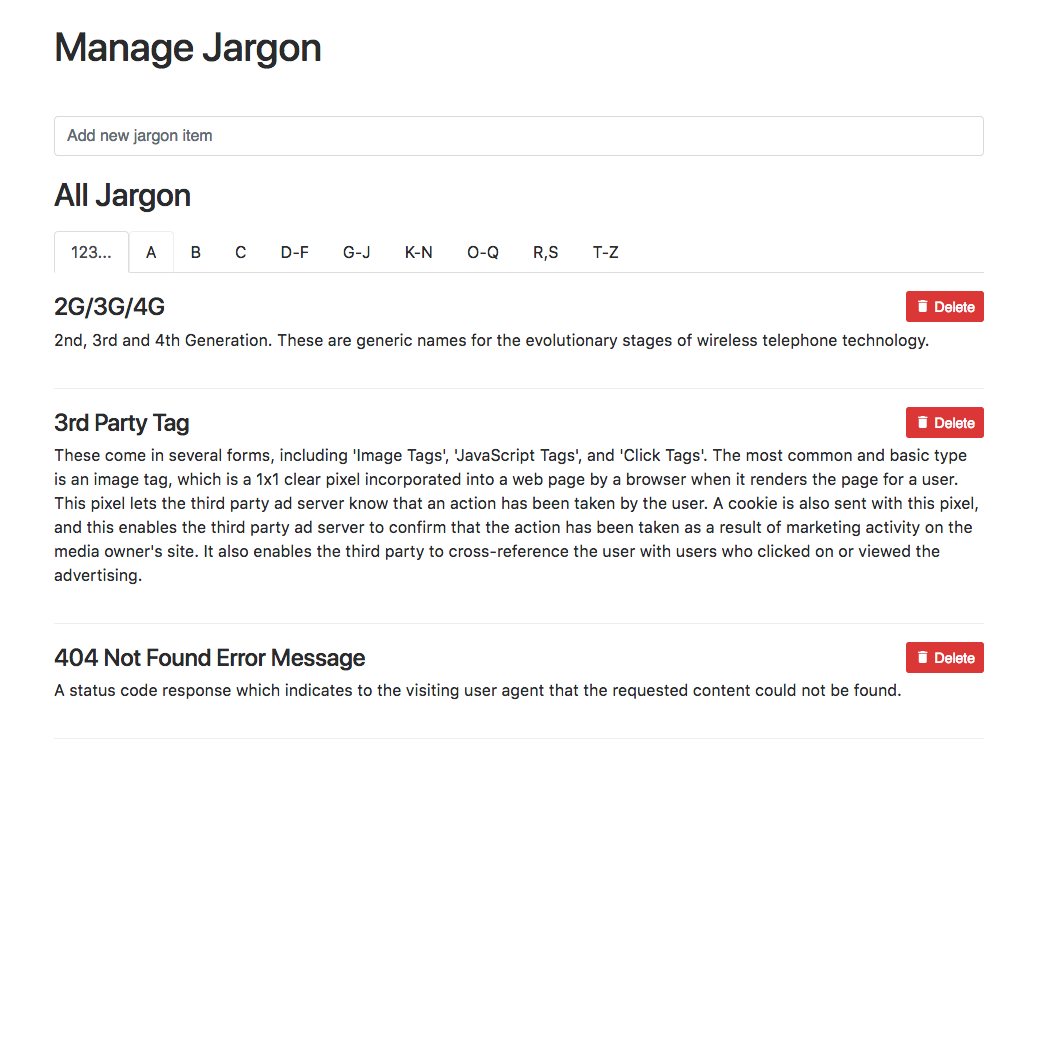 Manage Jargon
Add new jargon item
All Jargon
123... A B C D-F G-J K-N O-Q R,S T-Z
2G/3G/4G Delete
2nd, 3rd and 4th Generation. These are generic names for the evolutionary stages of wireless telephone technology.
3rd Party Tag Delete
These come in several forms, including 'Image Tags', 'JavaScript Tags', and 'Click Tags'. The most common and basic type
is an image tag, which is a 1x1 clear pixel incorporated into a web page by a browser when it renders the page for a user.
This pixel lets the third party ad server know that an action has been taken by the user. A cookie is also sent with this pixel,
and this enables the third party ad server to confirm that the action has been taken as a result of marketing activity on the
media owner's site. It also enables the third party to cross-reference the user with users who clicked on or viewed the
advertising.
404 Not Found Error Message Delete
A status code response which indicates to the visiting user agent that the requested content could not be found.